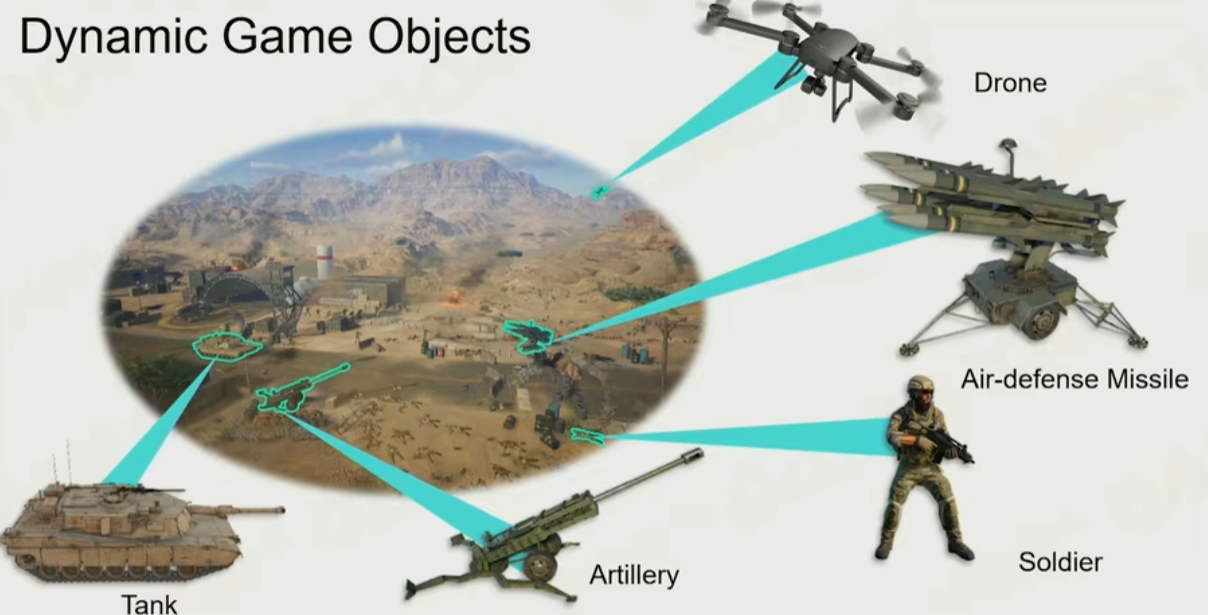 Dynamic Game Objects
Drone
Air-defense Missile
Soldier
Artillery
Tank